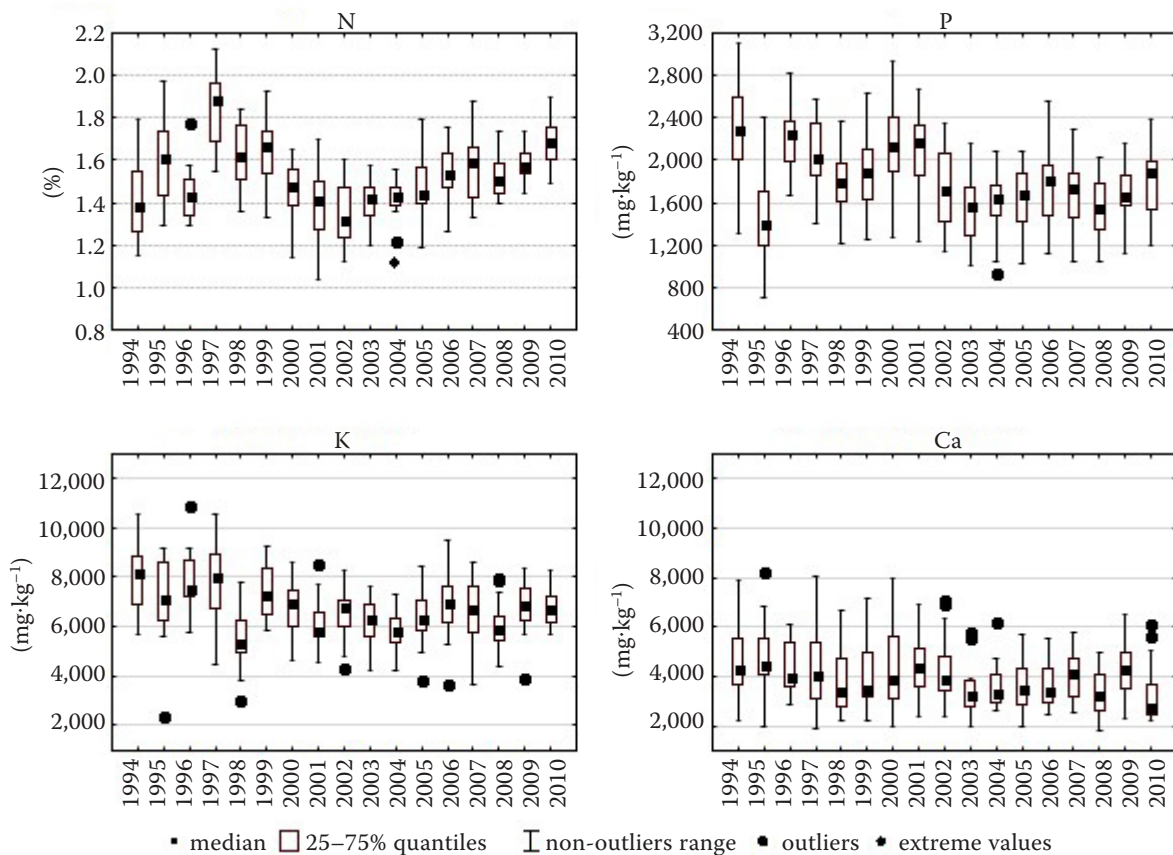 N
2.2
2.0
1.8
1.6
1.4
1.2
1.0
0.8
(%)
1994 1995 1996 1997 1998 1999 2000 2001 2002 2003 2004 2005 2006 2007 2008 2009 2010
P
3,200
2,800
2,400
2,000
1,600
1,200
800
400
(mg·kg⁻¹)
1994 1995 1996 1997 1998 1999 2000 2001 2002 2003 2004 2005 2006 2007 2008 2009 2010
K
12,000
10,000
8,000
6,000
4,000
2,000
(mg·kg⁻¹)
1994 1995 1996 1997 1998 1999 2000 2001 2002 2003 2004 2005 2006 2007 2008 2009 2010
Ca
12,000
10,000
8,000
6,000
4,000
2,000
(mg·kg⁻¹)
1994 1995 1996 1997 1998 1999 2000 2001 2002 2003 2004 2005 2006 2007 2008 2009 2010
median 25–75% quantiles non-outliers range outliers extreme values